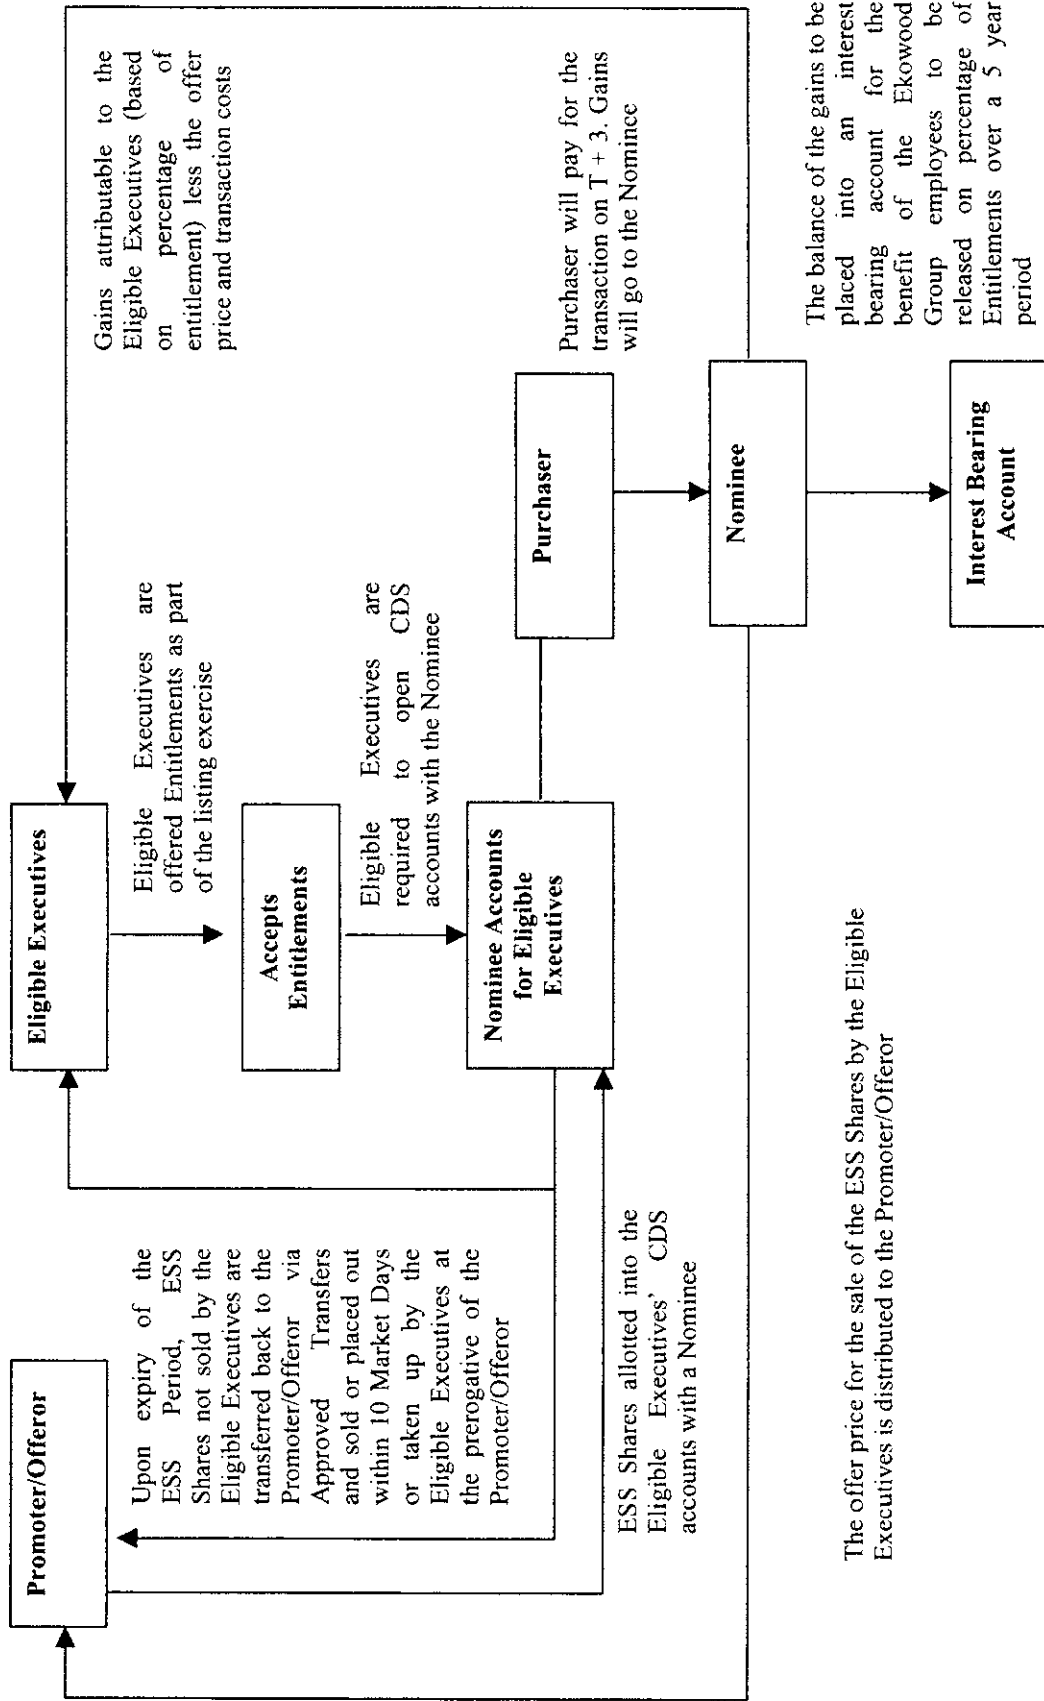 Promoter/Offeror
Eligible Executives
Upon expiry of the
ESS Period, ESS
Shares not sold by the
Eligible Executives are
transferred back to the
Promoter/Offeror via
Approved Transfers
and sold or placed out
within 10 Market Days
or taken up by the
Eligible Executives at
the prerogative of the
Promoter/Offeror
Eligible Executives are
offered Entitlements as part
of the listing exercise
Gains attributable to the
Eligible Executives (based
on percentage of
entitlement) less the offer
price and transaction costs
Accepts
Entitlements
Eligible Executives are
required to open CDS
accounts with the Nominee
Nominee Accounts
for Eligible
Executives
ESS Shares allotted into the
Eligible Executives' CDS
accounts with a Nominee
Purchaser
Purchaser will pay for the
transaction on T + 3. Gains
will go to the Nominee
Nominee
The offer price for the sale of the ESS Shares by the Eligible
Executives is distributed to the Promoter/Offeror
The balance of the gains to be
placed into an interest
bearing account for the
benefit of the Ekowood
Group employees to be
released on percentage of
Entitlements over a 5 year
period
Interest Bearing
Account